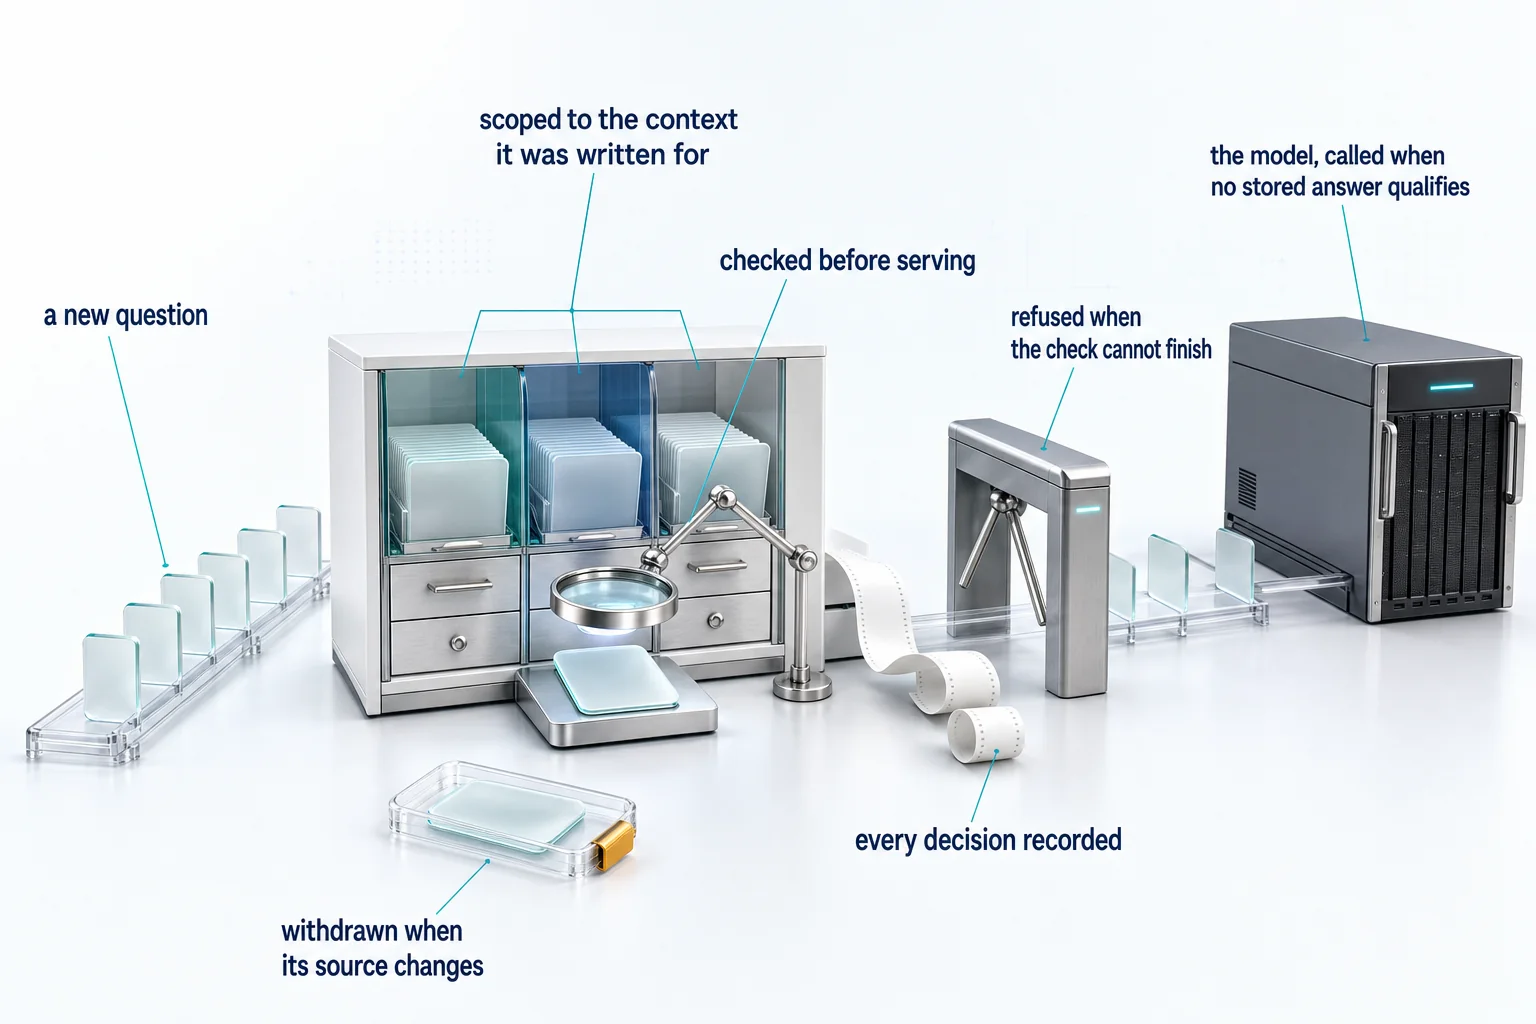 scoped to the context
it was written for
the model, called when
no stored answer qualifies
checked before serving
a new question
refused when
the check cannot finish
every decision recorded
withdrawn when
its source changes